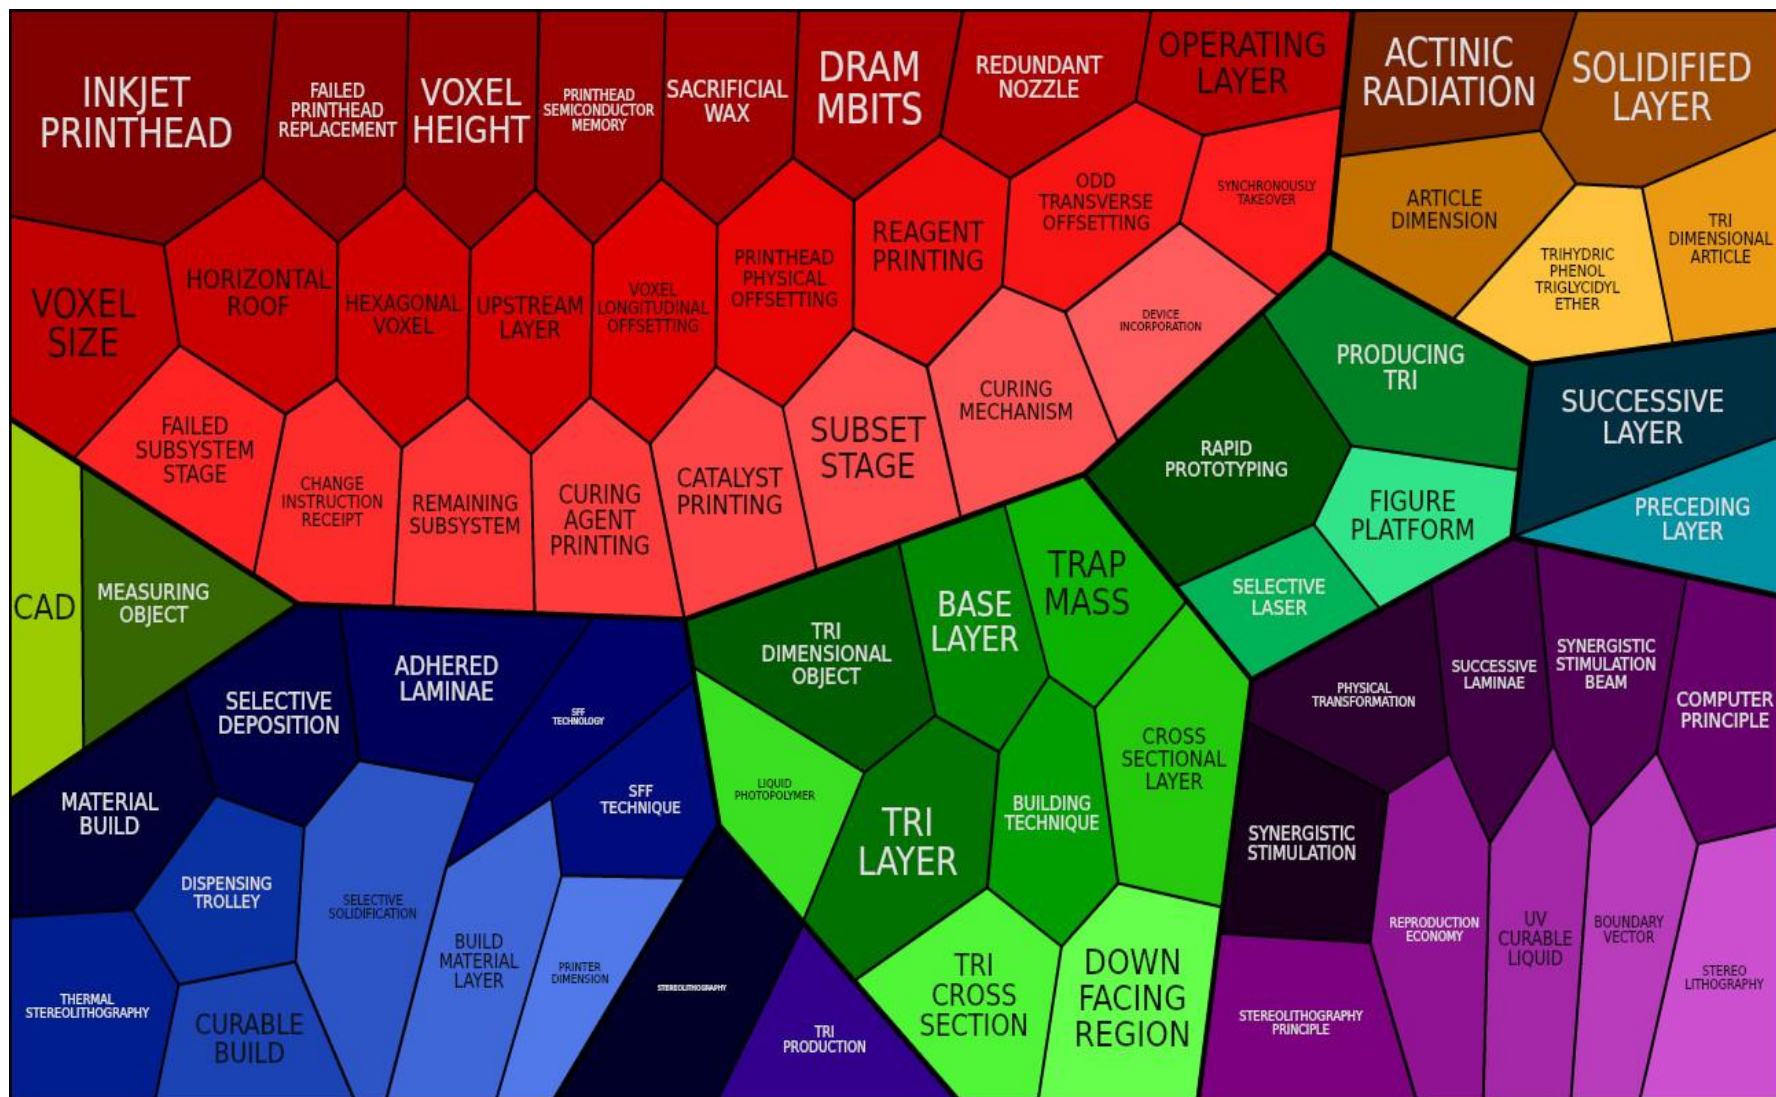 INKJET
PRINTHEAD
FAILED
PRINTHEAD
REPLACEMENT
VOXEL
HEIGHT
PRINTHEAD
SEMICONDUCTOR
MEMORY
SACRIFICIAL
WAX
DRAM
MBITS
REDUNDANT
NOZZLE
OPERATING
LAYER
ACTINIC
RADIATION
SOLIDIFIED
LAYER
VOXEL
SIZE
HORIZONTAL
ROOF
HEXAGONAL
VOXEL
UPSTREAM
LAYER
VOXEL
LONGITUDINAL
OFFSETTING
PRINTHEAD
PHYSICAL
OFFSETTING
REAGENT
PRINTING
ODD
TRANSVERSE
OFFSETTING
SYNCHRONOUSLY
TAKEOVER
ARTICLE
DIMENSION
TRIHYDRIC
PHENOL
TRIGLYCIDYL
ETHER
TRI
DIMENSIONAL
ARTICLE
FAILED
SUBSYSTEM
STAGE
CHANGE
INSTRUCTION
RECEIPT
REMAINING
SUBSYSTEM
CURING
AGENT
PRINTING
CATALYST
PRINTING
SUBSET
STAGE
CURING
MECHANISM
DEVICE
INCORPORATION
PRODUCING
TRI
RAPID
PROTOTYPING
FIGURE
PLATFORM
SELECTIVE
LASER
SUCCESSIVE
LAYER
PRECEDING
LAYER
CAD
MEASURING
OBJECT
SELECTIVE
DEPOSITION
ADHERED
LAMINAE
SFF
TECHNOLOGY
SFF
TECHNIQUE
MATERIAL
BUILD
DISPENSING
TROLLEY
SELECTIVE
SOLIDIFICATION
BUILD
MATERIAL
LAYER
PRINTER
DIMENSION
THERMAL
STEREOLITHOGRAPHY
CURABLE
BUILD
STEREOLITHOGRAPHY
TRI
PRODUCTION
TRI
DIMENSIONAL
OBJECT
BASE
LAYER
TRAP
MASS
LIQUID
PHOTOPOLYMER
TRI
LAYER
BUILDING
TECHNIQUE
CROSS
SECTIONAL
LAYER
TRI
CROSS
SECTION
DOWN
FACING
REGION
PHYSICAL
TRANSFORMATION
SUCCESSIVE
LAMINAE
SYNERGISTIC
STIMULATION
BEAM
COMPUTER
PRINCIPLE
SYNERGISTIC
STIMULATION
REPRODUCTION
ECONOMY
UV
CURABLE
LIQUID
BOUNDARY
VECTOR
STEREO
LITHOGRAPHY
STEREOLITHOGRAPHY
PRINCIPLE